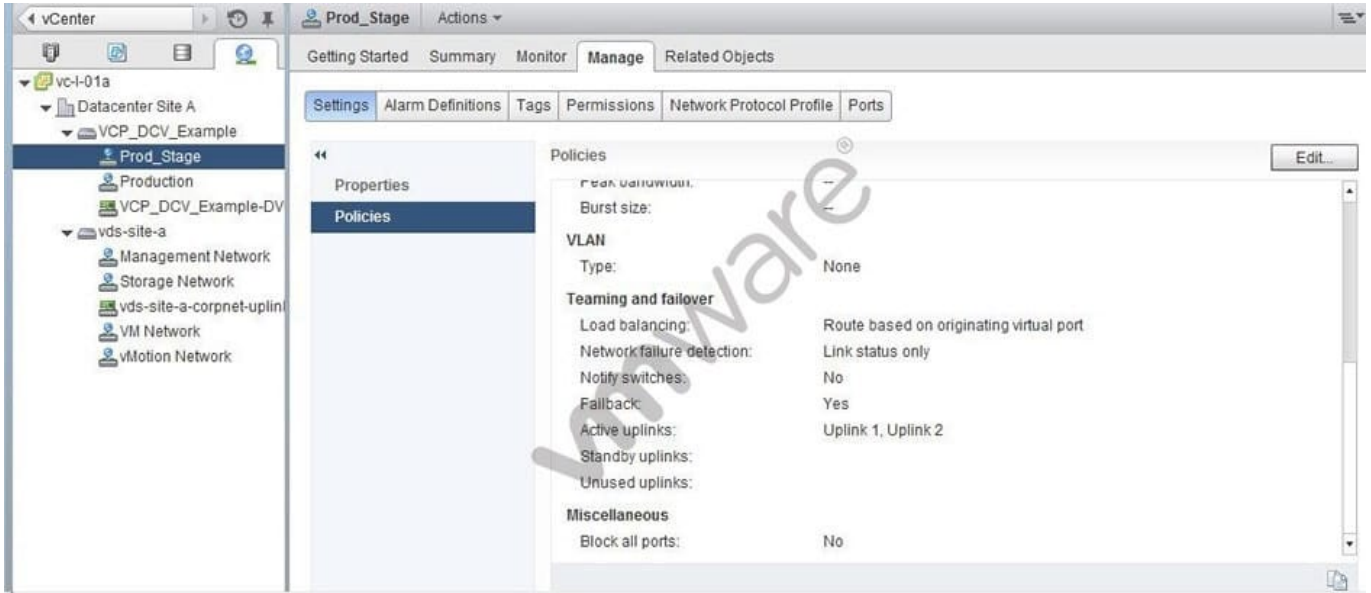 vCenter
Prod_Stage Actions
Getting Started Summary Monitor Manage Related Objects
vc-l-01a
Datacenter Site A
VCP_DCV_Example
Prod_Stage
Production
VCP_DCV_Example-DV
vds-site-a
Management Network
Storage Network
vds-site-a-corpnet-uplin
VM Network
vMotion Network
Settings Alarm Definitions Tags Permissions Network Protocol Profile Ports
Properties
Policies
Policies
Edit...
Peak bandwidth: --
Burst size: --
VLAN
Type: None
Teaming and failover
Load balancing: Route based on originating virtual port
Network failure detection: Link status only
Notify switches: No
Failback: Yes
Active uplinks: Uplink 1, Uplink 2
Standby uplinks:
Unused uplinks:
Miscellaneous
Block all ports: No
vmware®